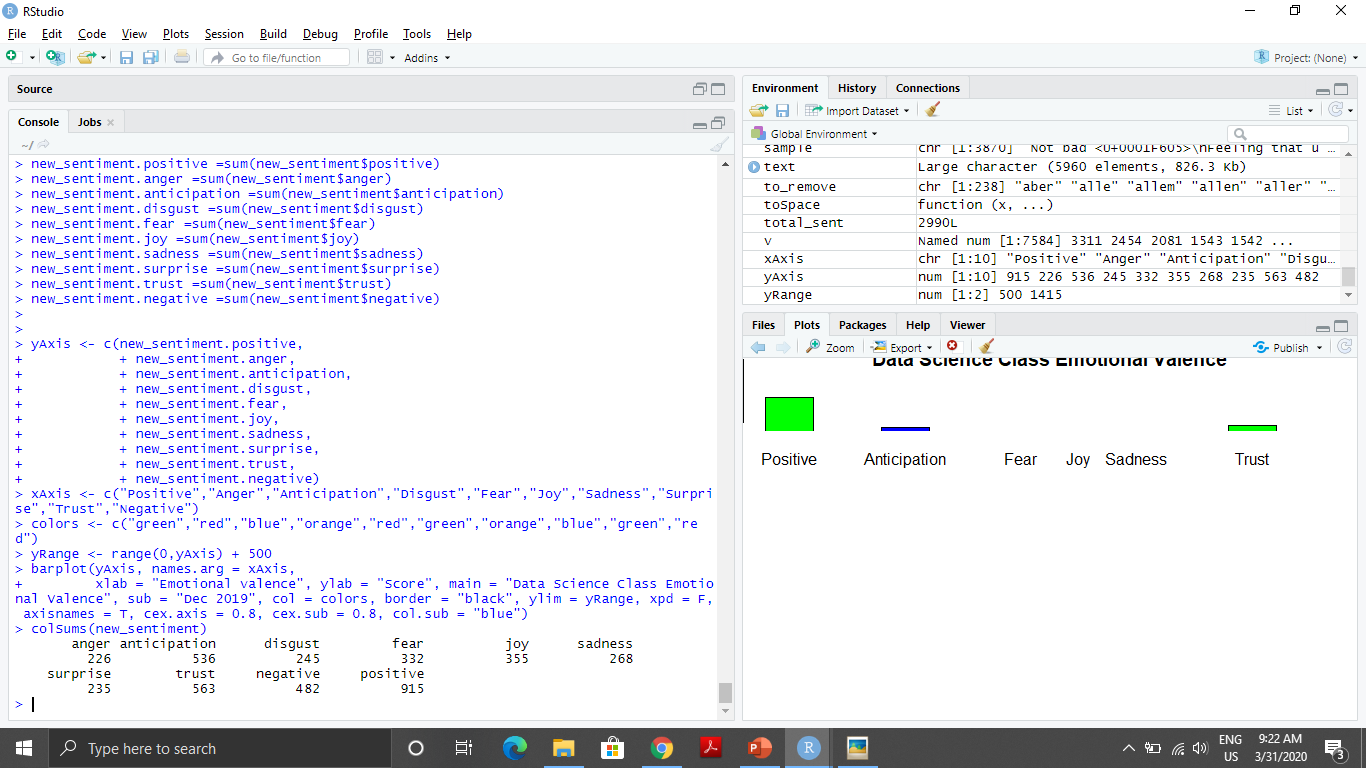 RStudio
File Edit Code View Plots Session Build Debug Profile Tools Help
Go to file/function Addins Project: (None)
Source
Console Jobs
~/
> new_sentiment.positive =sum(new_sentiment$positive)
> new_sentiment.anger =sum(new_sentiment$anger)
> new_sentiment.anticipation =sum(new_sentiment$anticipation)
> new_sentiment.disgust =sum(new_sentiment$disgust)
> new_sentiment.fear =sum(new_sentiment$fear)
> new_sentiment.joy =sum(new_sentiment$joy)
> new_sentiment.sadness =sum(new_sentiment$sadness)
> new_sentiment.surprise =sum(new_sentiment$surprise)
> new_sentiment.trust =sum(new_sentiment$trust)
> new_sentiment.negative =sum(new_sentiment$negative)
>
>
> yAxis <- c(new_sentiment.positive,
+            + new_sentiment.anger,
+            + new_sentiment.anticipation,
+            + new_sentiment.disgust,
+            + new_sentiment.fear,
+            + new_sentiment.joy,
+            + new_sentiment.sadness,
+            + new_sentiment.surprise,
+            + new_sentiment.trust,
+            + new_sentiment.negative)
> xAxis <- c("Positive","Anger","Anticipation","Disgust","Fear","Joy","Sadness","Surpri
se","Trust","Negative")
> colors <- c("green","red","blue","orange","red","green","orange","blue","green","re
d")
> yRange <- range(0,yAxis) + 500
> barplot(yAxis, names.arg = xAxis,
+         xlab = "Emotional valence", ylab = "Score", main = "Data Science Class Emotio
nal Valence", sub = "Dec 2019", col = colors, border = "black", ylim = yRange, xpd = F,
 axisnames = T, cex.axis = 0.8, cex.sub = 0.8, col.sub = "blue")
> colSums(new_sentiment)
anger anticipation disgust fear joy sadness
226 536 245 332 355 268
surprise trust negative positive
235 563 482 915
>
Environment History Connections
Import Dataset List
Global Environment
sample chr [1:3870] "Not bad <U+0001F605>\nFeeling that u …
text Large character (5960 elements, 826.3 Kb)
to_remove chr [1:238] "aber" "alle" "allem" "allen" "aller" "…
toSpace function (x, ...)
total_sent 2990L
v Named num [1:7584] 3311 2454 2081 1543 1542 ...
xAxis chr [1:10] "Positive" "Anger" "Anticipation" "Disgu…
yAxis num [1:10] 915 226 536 245 332 355 268 235 563 482
yRange num [1:2] 500 1415
Files Plots Packages Help Viewer
Zoom Export Publish
Data Science Class Emotional Valence
Positive Anticipation Fear Joy Sadness Trust
Type here to search
ENG
US
9:22 AM
3/31/2020
3